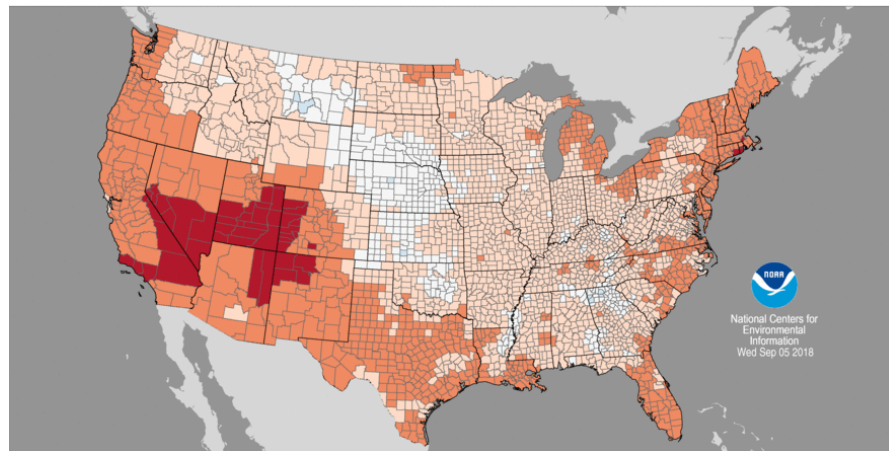 NOAA
National Centers for
Environmental
Information
Wed Sep 05 2018